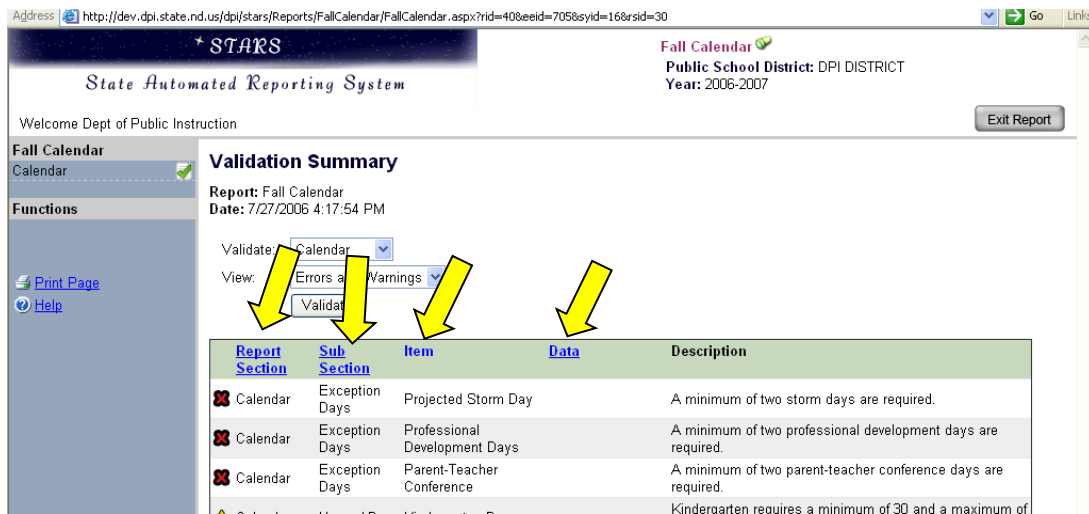 Address http://dev.dpi.state.nd.us/dpi/stars/Reports/FallCalendar/FallCalendar.aspx?rid=40&eeid=705&syid=16&rsid=30 Go Links
STARS
State Automated Reporting System
Fall Calendar
Public School District: DPI DISTRICT
Year: 2006-2007
Welcome Dept of Public Instruction
Exit Report
Fall Calendar
Calendar
Functions
Print Page
Help
Validation Summary
Report: Fall Calendar
Date: 7/27/2006 4:17:54 PM
Validate: Calendar
View: Errors Warnings
Report Section Sub Section Item Data Description
Calendar Exception Days Projected Storm Day A minimum of two storm days are required.
Calendar Exception Days Professional Development Days A minimum of two professional development days are required.
Calendar Exception Days Parent-Teacher Conference A minimum of two parent-teacher conference days are required.
Kindergarten requires a minimum of 30 and a maximum of